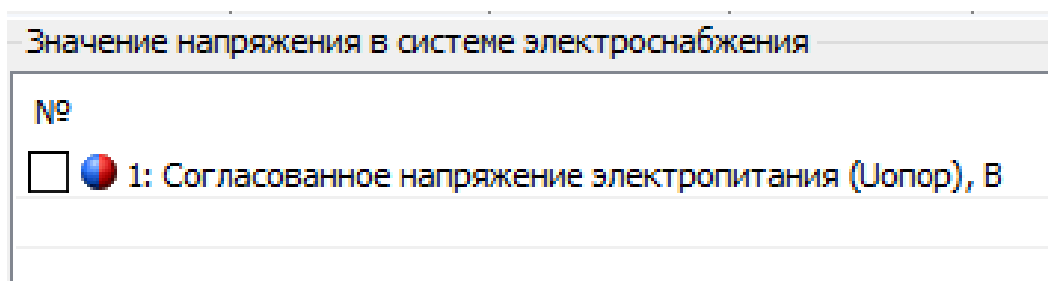 Значение напряжения в системе электроснабжения
№
1: Согласованное напряжение электропитания (Uопор), В